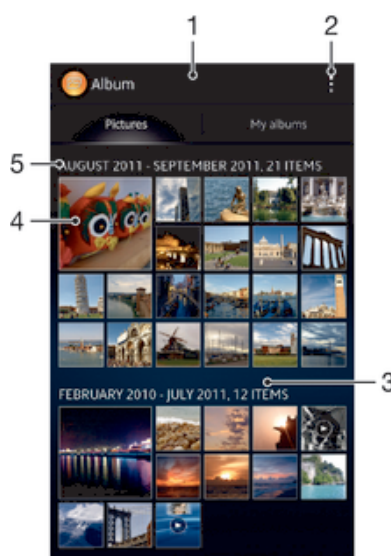 1
2
Album
Pictures
My albums
5
AUGUST 2011 - SEPTEMBER 2011, 21 ITEMS
4
3
FEBRUARY 2010 - JULY 2011, 12 ITEMS